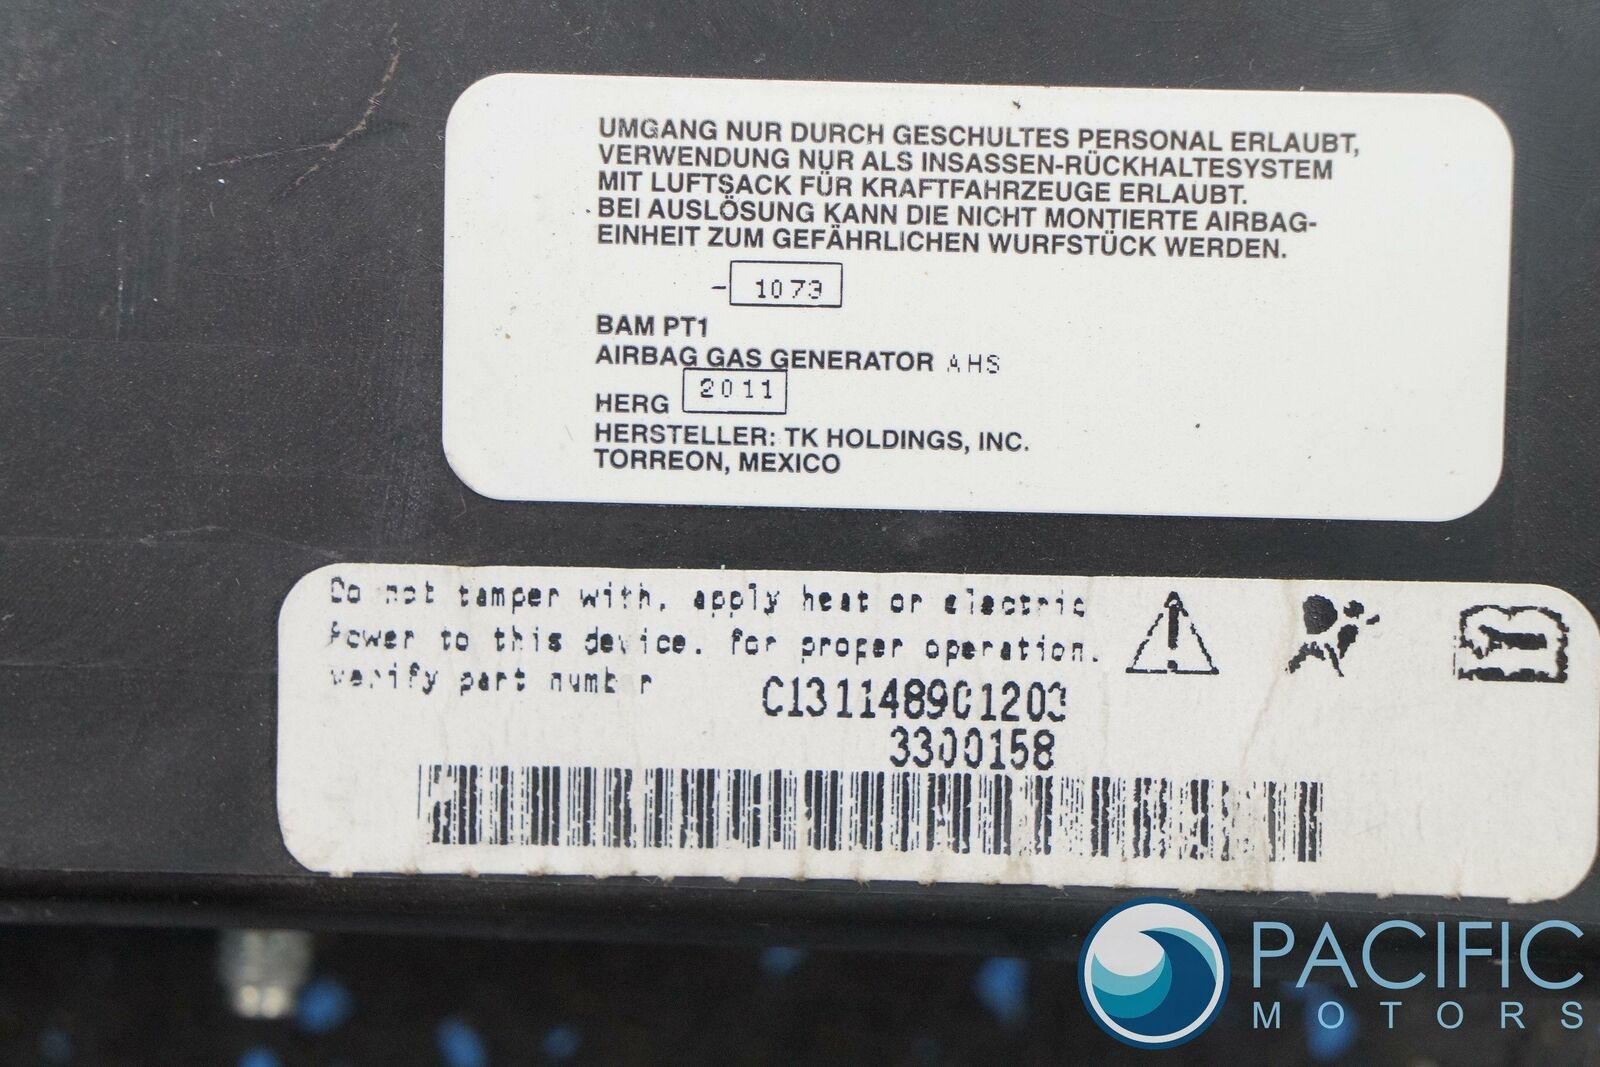 UMGANG NUR DURCH GESCHULTES PERSONAL ERLAUBT,
VERWENDUNG NUR ALS INSASSEN-RÜCKHALTESYSTEM
MIT LUFTSACK FÜR KRAFTFAHRZEUGE ERLAUBT.
BEI AUSLÖSUNG KANN DIE NICHT MONTIERTE AIRBAG-
EINHEIT ZUM GEFÄHRLICHEN WURFSTÜCK WERDEN.
- 1073
BAM PT1
AIRBAG GAS GENERATOR AHS
HERG 2011
HERSTELLER: TK HOLDINGS, INC.
TORREON, MEXICO
Do not tamper with, apply heat or electric
Power to this device. For proper operation.
verify part number
C131148901203
3300158
PACIFIC
MOTORS